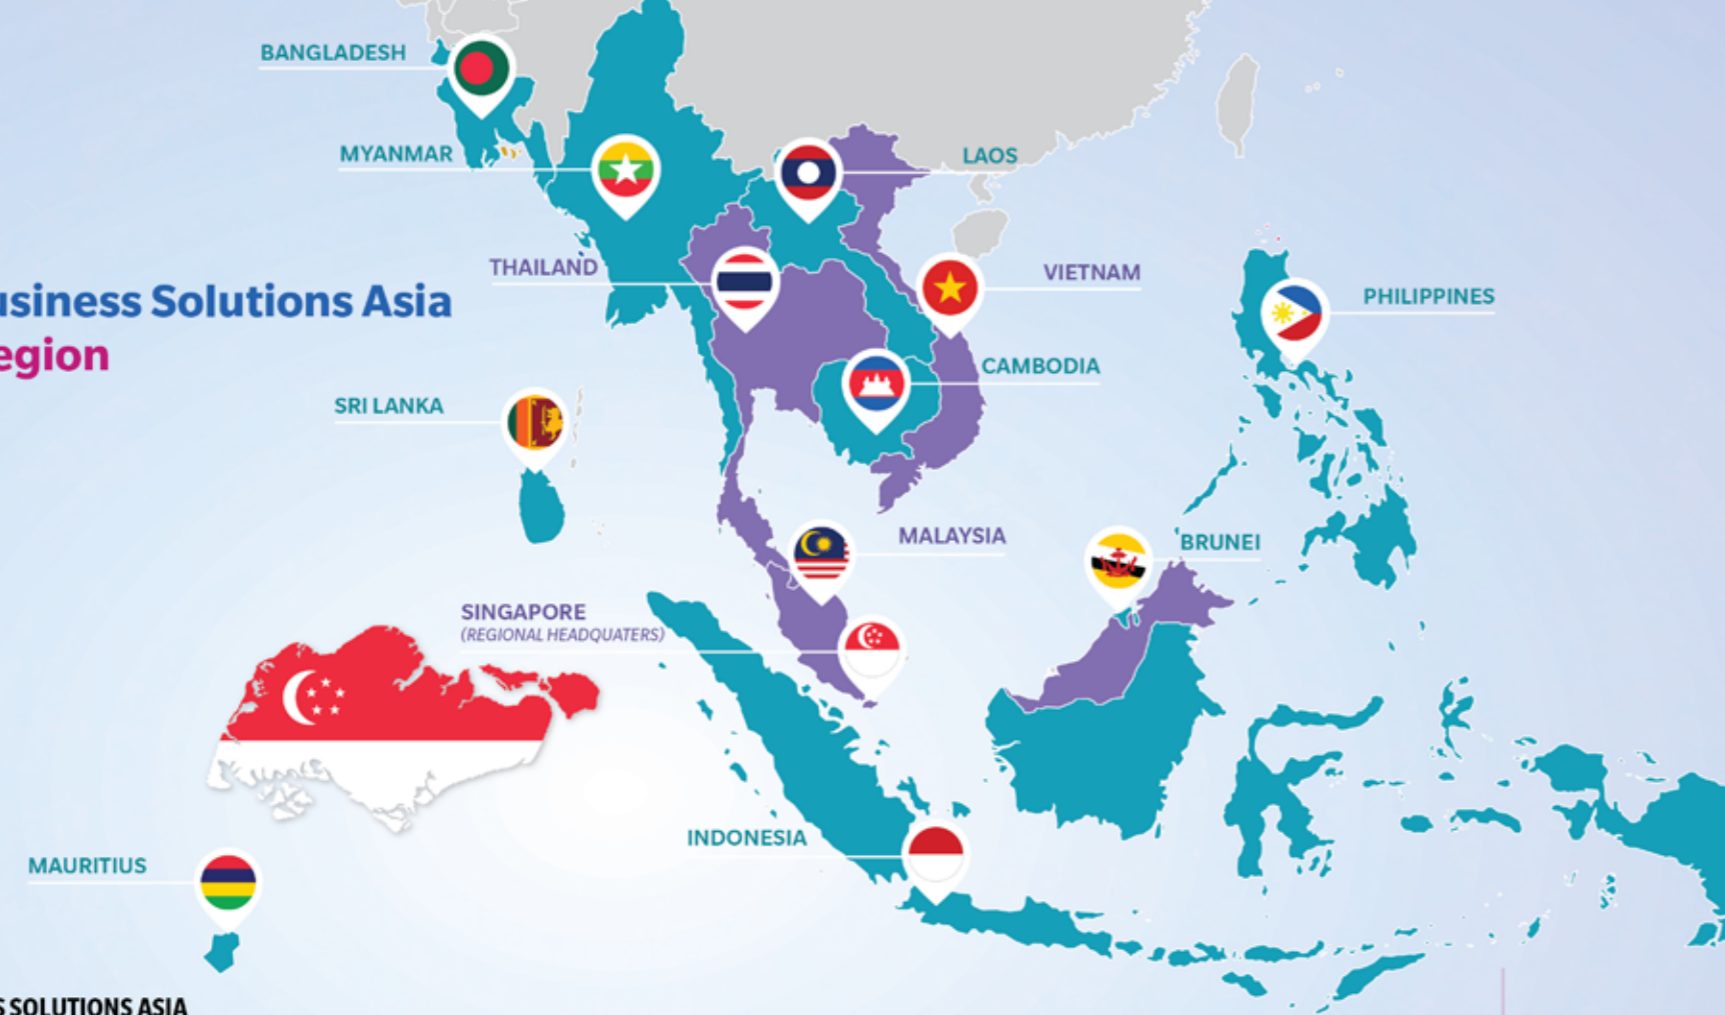 BANGLADESH
MYANMAR
LAOS
THAILAND
VIETNAM
usiness Solutions Asia
PHILIPPINES
egion
CAMBODIA
SRI LANKA
MALAYSIA
BRUNEI
SINGAPORE
(REGIONAL HEADQUATERS)
INDONESIA
MAURITIUS
S SOLUTIONS ASIA